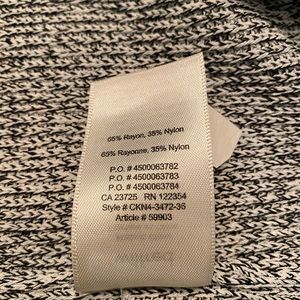 65% Rayon, 35% Nylon
65% Rayonne, 35% Nylon
P.O. # 4500063782
P.O. # 4500063783
P.O. # 4500063784
CA 23725 RN 122354
Style # CKN4-3472-36
Article # 59903